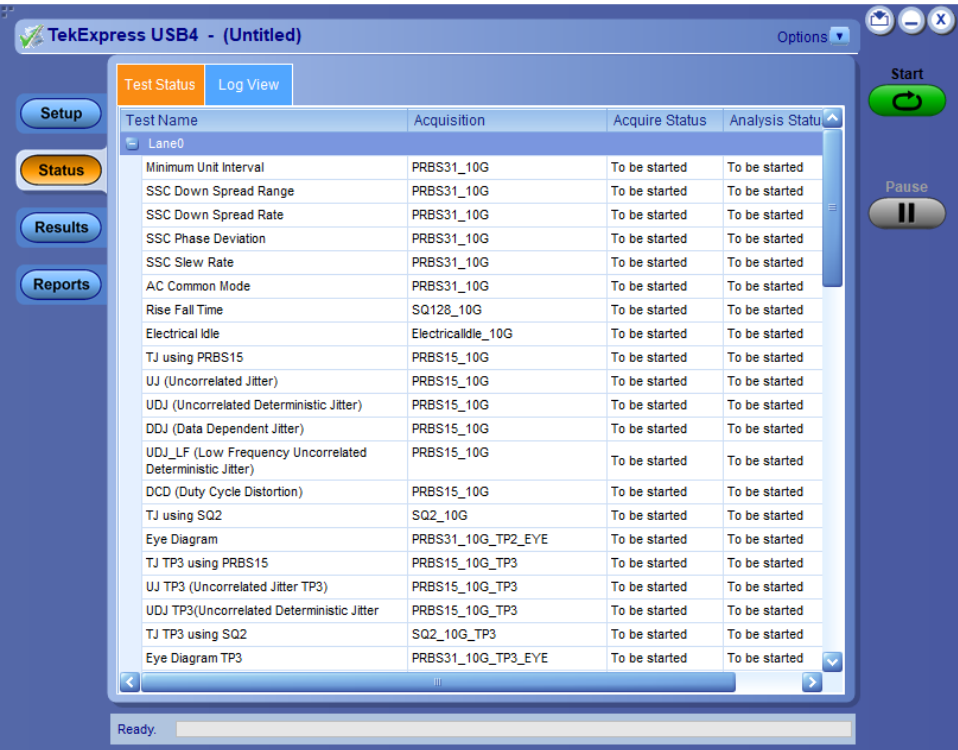 TekExpress USB4 - (Untitled)
Options
Start
Pause
Setup
Status
Results
Reports
Test Status Log View
Test Name Acquisition Acquire Status Analysis Statu
Lane0
Minimum Unit Interval PRBS31_10G To be started To be started
SSC Down Spread Range PRBS31_10G To be started To be started
SSC Down Spread Rate PRBS31_10G To be started To be started
SSC Phase Deviation PRBS31_10G To be started To be started
SSC Slew Rate PRBS31_10G To be started To be started
AC Common Mode PRBS31_10G To be started To be started
Rise Fall Time SQ128_10G To be started To be started
Electrical Idle ElectricalIdle_10G To be started To be started
TJ using PRBS15 PRBS15_10G To be started To be started
UJ (Uncorrelated Jitter) PRBS15_10G To be started To be started
UDJ (Uncorrelated Deterministic Jitter) PRBS15_10G To be started To be started
DDJ (Data Dependent Jitter) PRBS15_10G To be started To be started
UDJ_LF (Low Frequency Uncorrelated
Deterministic Jitter) PRBS15_10G To be started To be started
DCD (Duty Cycle Distortion) PRBS15_10G To be started To be started
TJ using SQ2 SQ2_10G To be started To be started
Eye Diagram PRBS31_10G_TP2_EYE To be started To be started
TJ TP3 using PRBS15 PRBS15_10G_TP3 To be started To be started
UJ TP3 (Uncorrelated Jitter TP3) PRBS15_10G_TP3 To be started To be started
UDJ TP3(Uncorrelated Deterministic Jitter PRBS15_10G_TP3 To be started To be started
TJ TP3 using SQ2 SQ2_10G_TP3 To be started To be started
Eye Diagram TP3 PRBS31_10G_TP3_EYE To be started To be started
Ready.